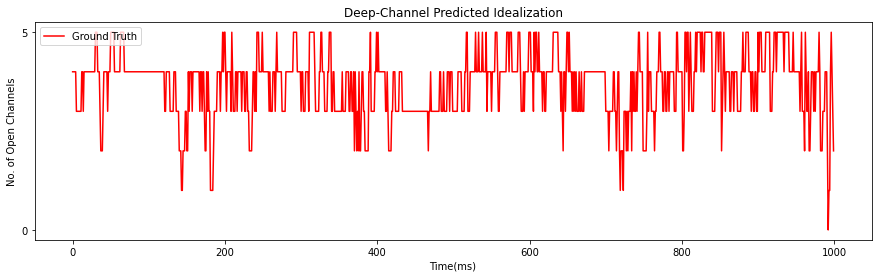 Deep-Channel Predicted Idealization
Ground Truth
No. of Open Channels
5
0
0 200 400 600 800 1000
Time(ms)